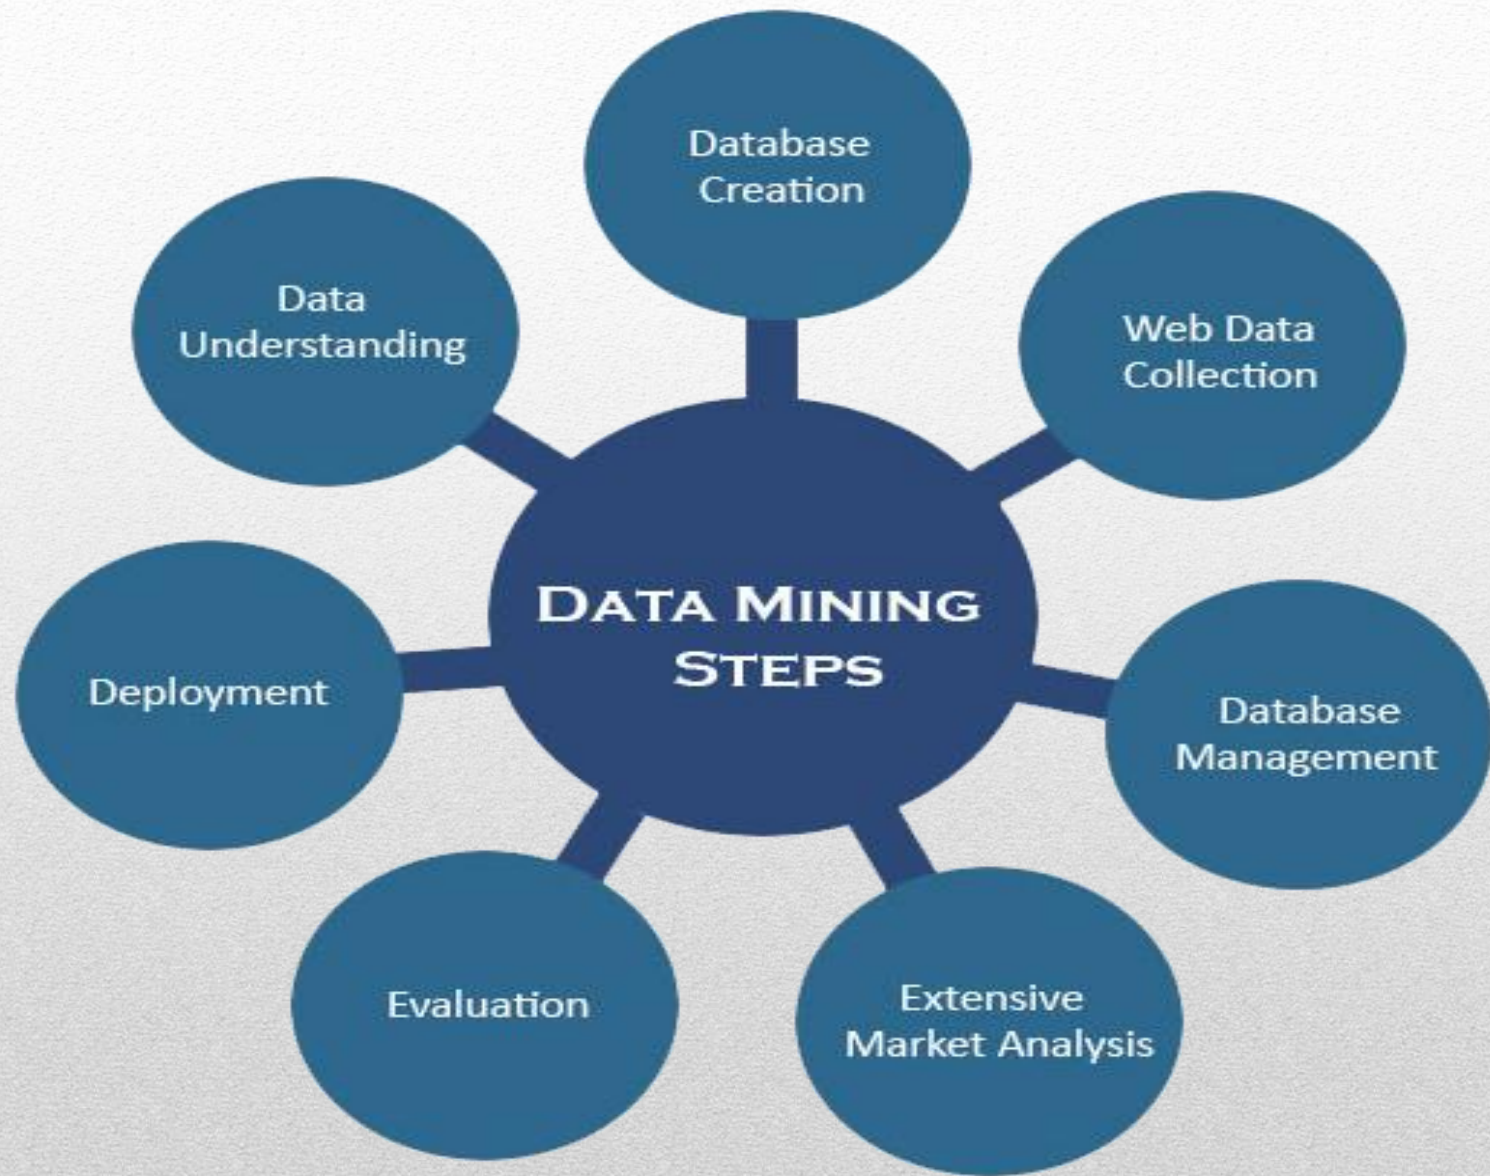 Database
Creation
Web Data
Collection
Database
Management
Extensive
Market Analysis
Evaluation
Deployment
Data
Understanding
DATA MINING
STEPS